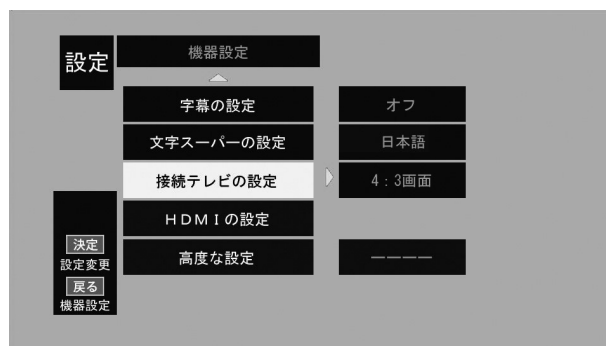 設定
機器設定
字幕の設定
オフ
文字スーパーの設定
日本語
接続テレビの設定
4：3画面
ＨＤＭＩの設定
高度な設定
————
決定
設定変更
戻る
機器設定